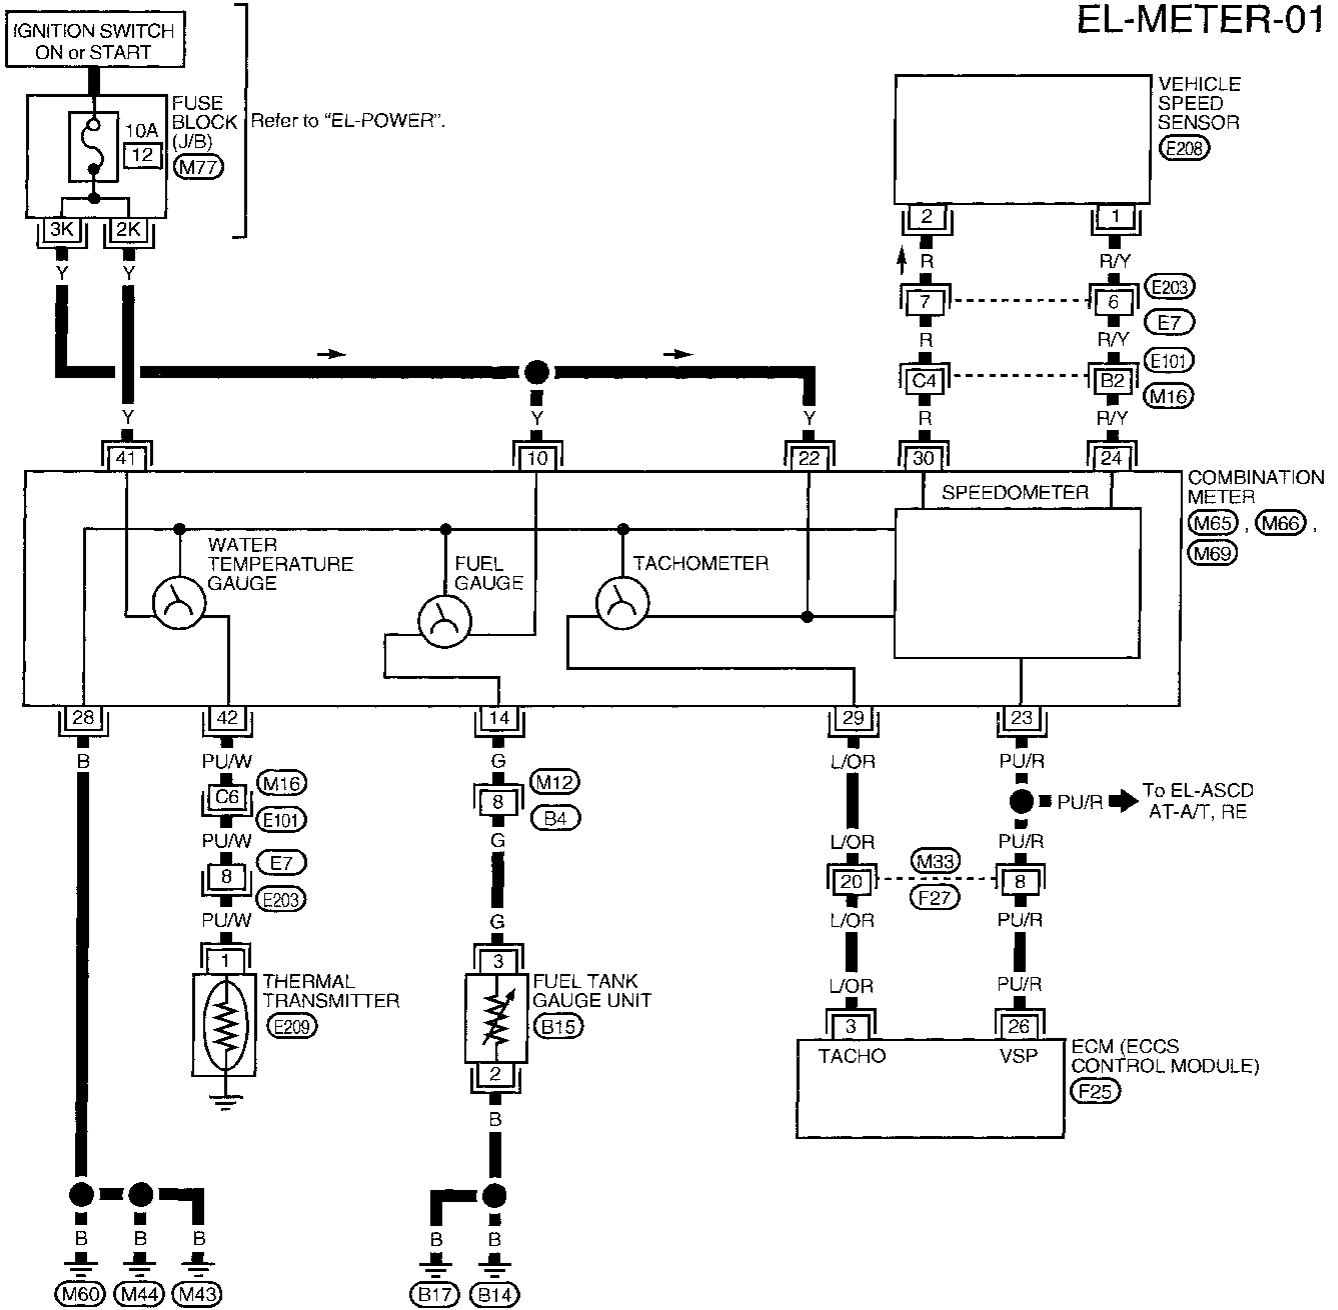 EL-METER-01
IGNITION SWITCH
ON or START
FUSE
BLOCK
(J/B)
M77
10A
12
Refer to "EL-POWER".
3K
2K
Y
Y
VEHICLE
SPEED
SENSOR
E208
2
1
R
R/Y
7
6
E203
E7
R
R/Y
C4
B2
E101
M16
Y
Y
Y
R
R/Y
41
10
22
30
24
SPEEDOMETER
COMBINATION
METER
M65 , M66 ,
M69
WATER
TEMPERATURE
GAUGE
FUEL
GAUGE
TACHOMETER
28
42
14
29
23
B
PU/W
G
L/OR
PU/R
C6
M16
E101
8
M12
B4
PU/R
To EL-ASCD
AT-A/T, RE
PU/W
G
L/OR
PU/R
8
E7
E203
20
M33
F27
8
PU/W
G
L/OR
PU/R
1
THERMAL
TRANSMITTER
E209
3
FUEL TANK
GAUGE UNIT
B15
2
L/OR
PU/R
3
26
TACHO
VSP
ECM (ECCS
CONTROL MODULE)
F25
B
B
B
B
B
B
M60
M44
M43
B17
B14